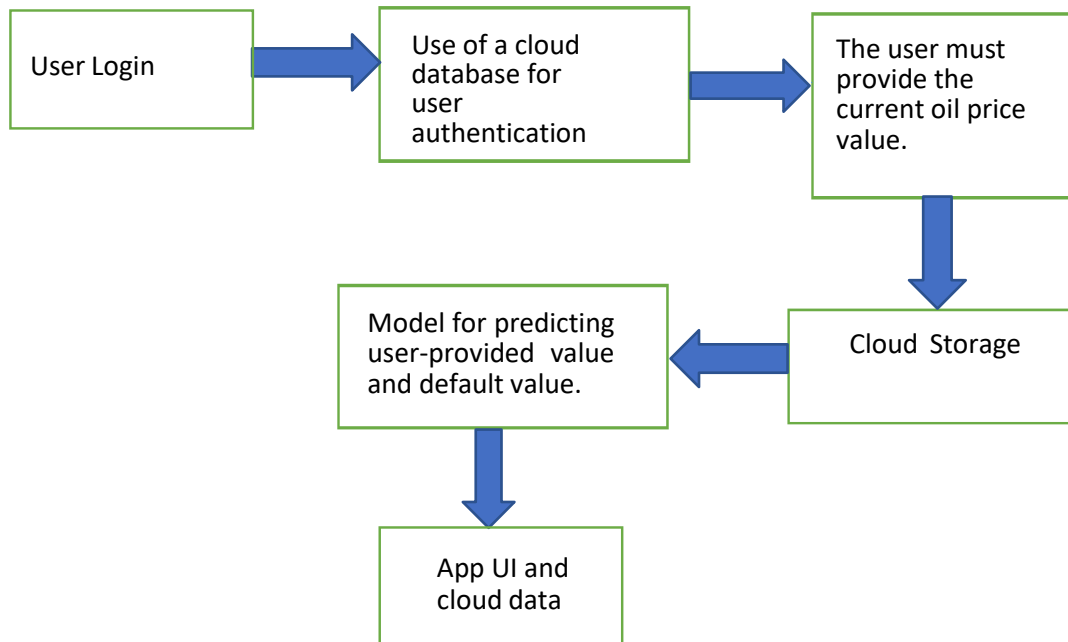 User Login
Use of a cloud
database for
user
authentication
The user must
provide the
current oil price
value.
Cloud Storage
Model for predicting
user-provided value
and default value.
App UI and
cloud data